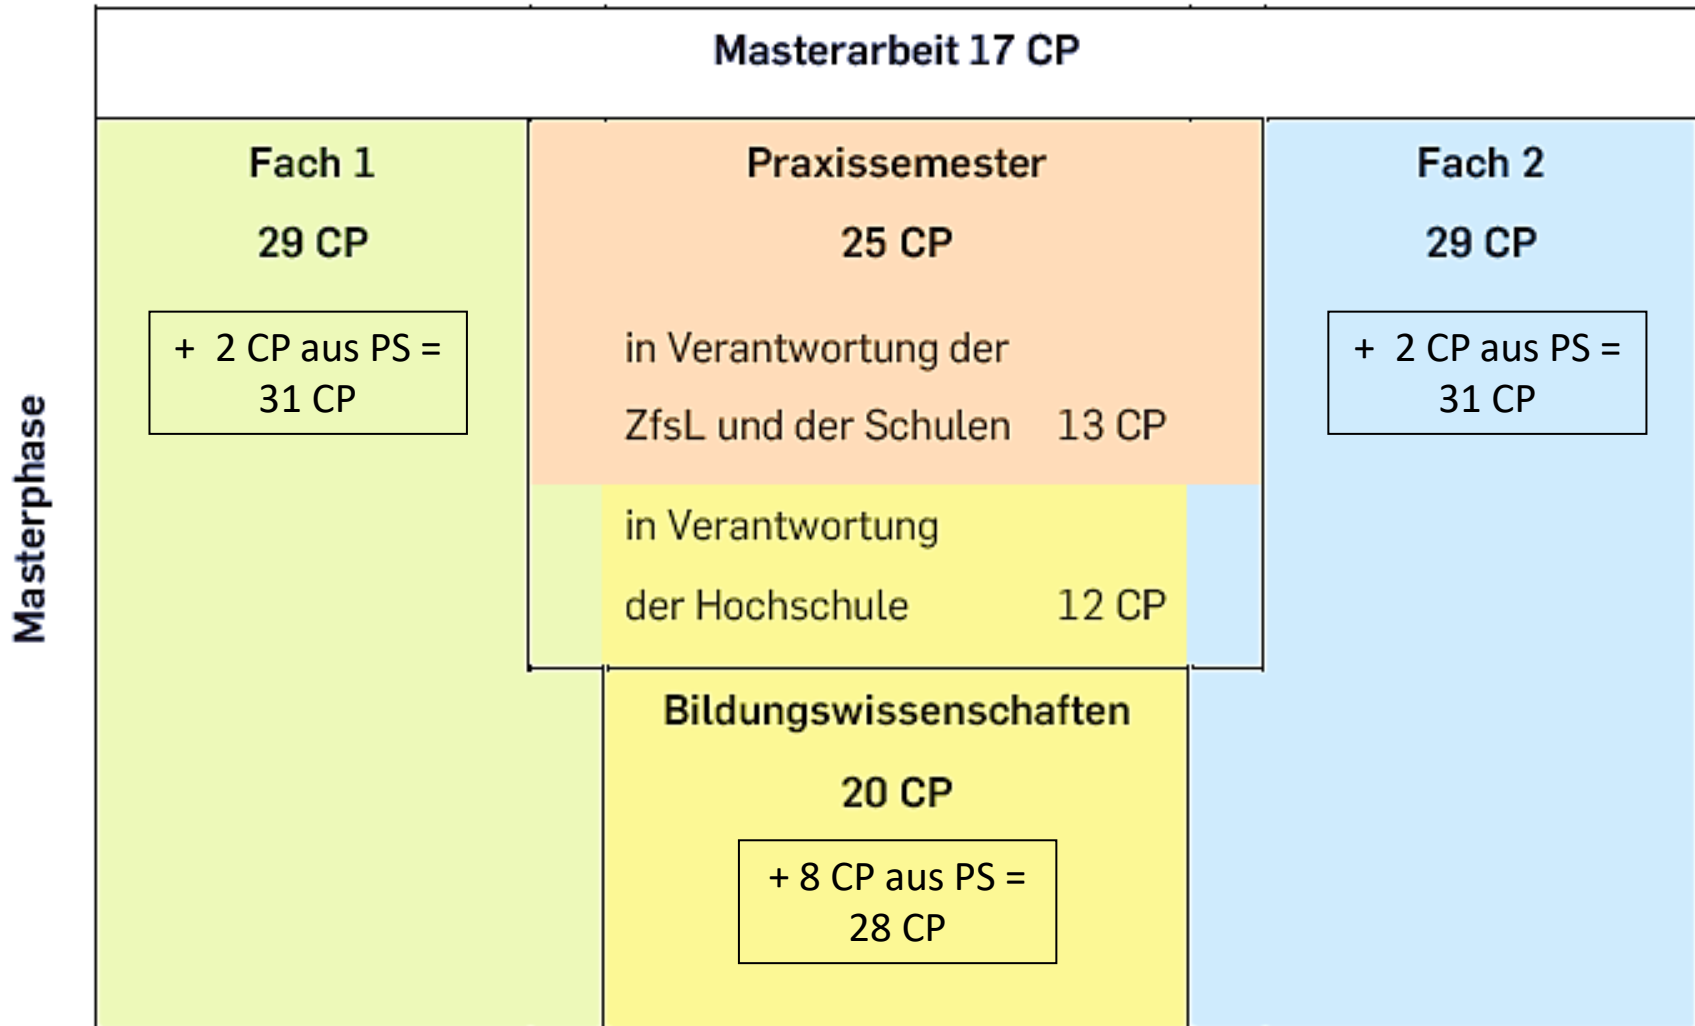 Masterarbeit 17 CP
Masterphase
Fach 1
29 CP
+ 2 CP aus PS =
31 CP
Praxissemester
25 CP
in Verantwortung der
ZfsL und der Schulen 13 CP
in Verantwortung
der Hochschule 12 CP
Fach 2
29 CP
+ 2 CP aus PS =
31 CP
Bildungswissenschaften
20 CP
+ 8 CP aus PS =
28 CP